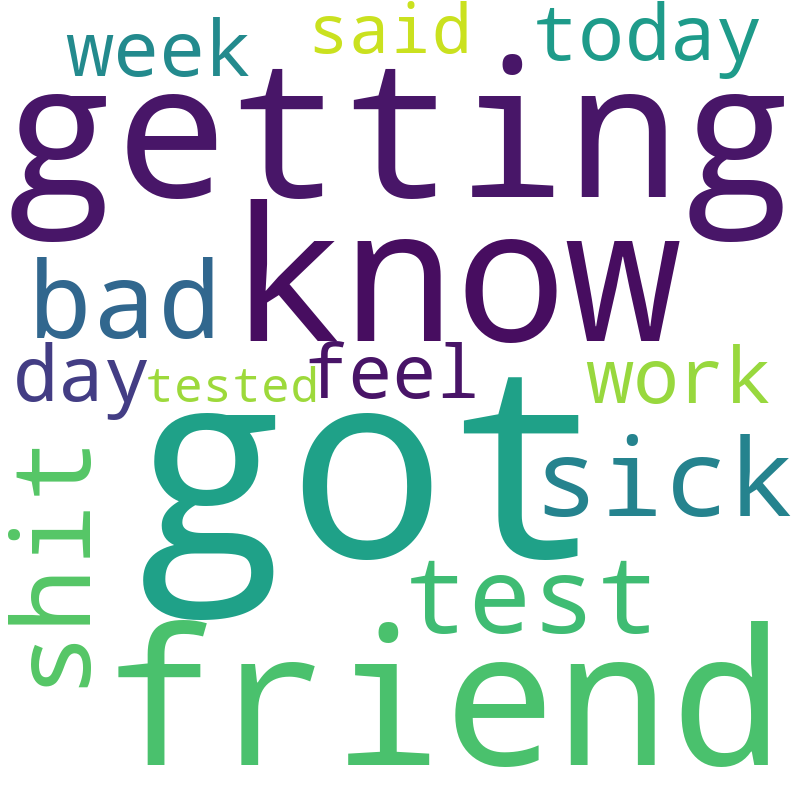 week
said
today
getting
know
bad
day
tested
feel
work
got
sick
shit
test
friend